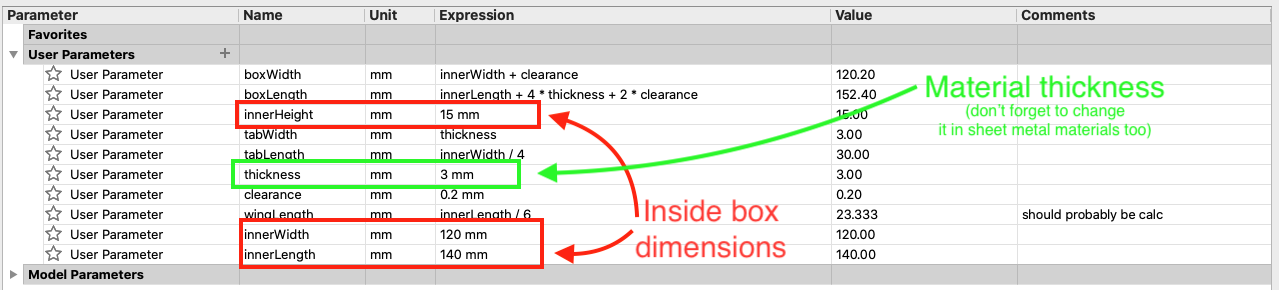 Parameter Name Unit Expression Value Comments
Favorites
User Parameters +
User Parameter boxWidth mm innerWidth + clearance 120.20
User Parameter boxLength mm innerLength + 4 * thickness + 2 * clearance 152.40
User Parameter innerHeight mm 15 mm 15.00
User Parameter tabWidth mm thickness 3.00
User Parameter tabLength mm innerWidth / 4 30.00
User Parameter thickness mm 3 mm 3.00
User Parameter clearance mm 0.2 mm 0.20
User Parameter wingLength mm innerLength / 6 23.333 should probably be calc
User Parameter innerWidth mm 120 mm 120.00
User Parameter innerLength mm 140 mm 140.00
Model Parameters
Material thickness
(don't forget to change
it in sheet metal materials too)
Inside box
dimensions